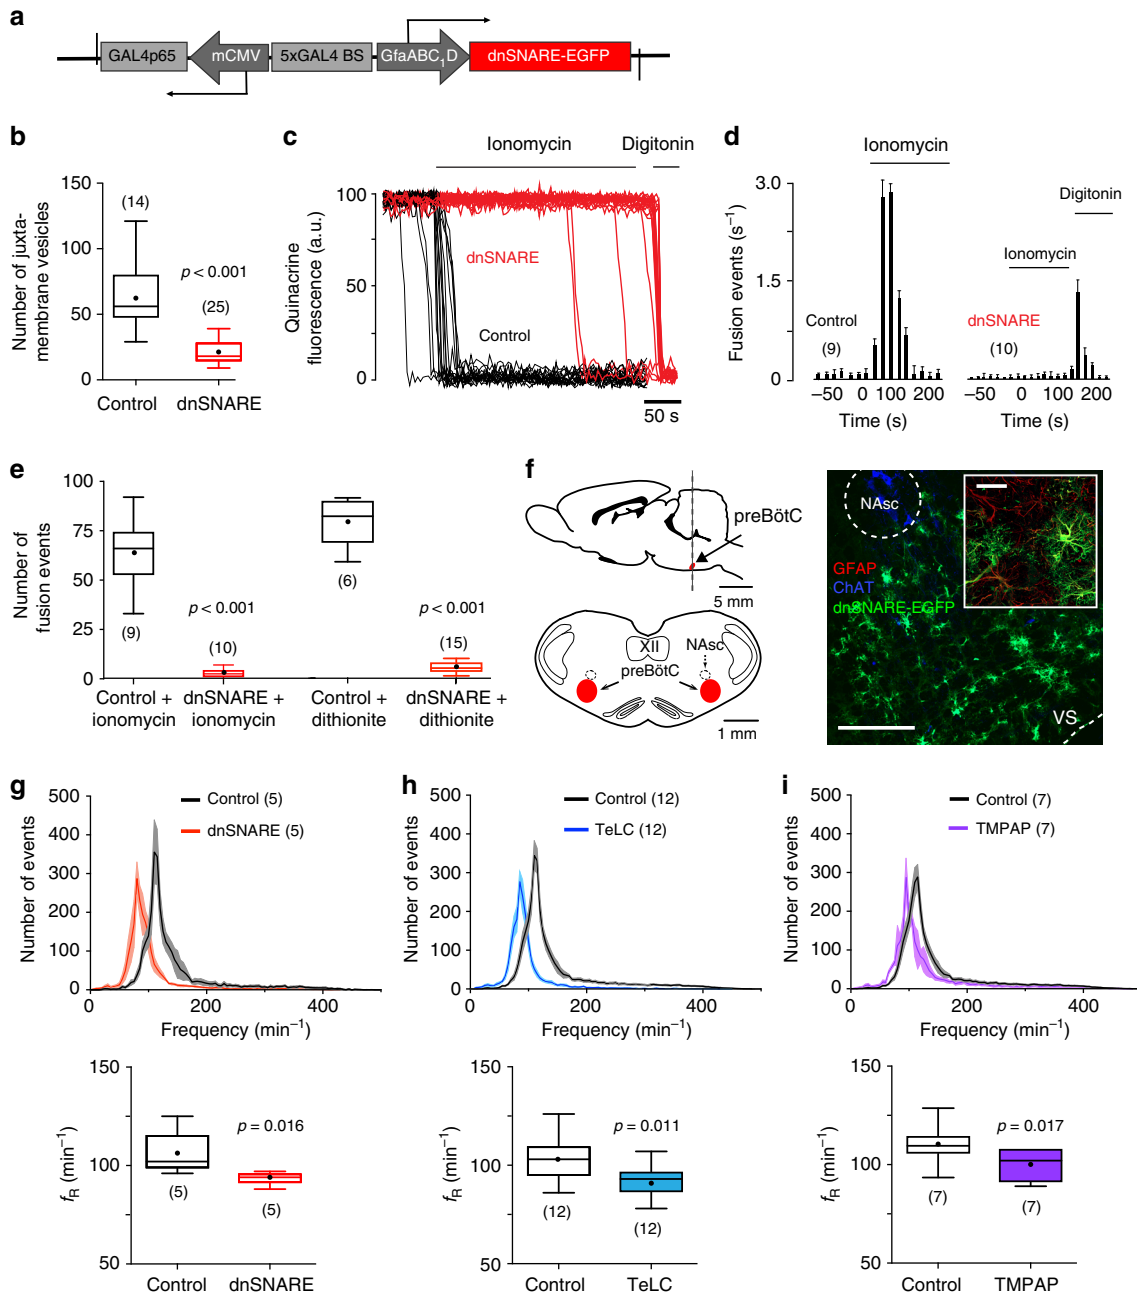 a
GAL4p65
mCMV
5xGAL4 BS
GfaABC1D
dnSNARE-EGFP
b
Number of juxta-
membrane vesicles
150
100
50
0
(14)
p < 0.001
(25)
Control
dnSNARE
c
Ionomycin
Digitonin
Quinacrine
fluorescence (a.u.)
100
50
0
dnSNARE
Control
50 s
d
Ionomycin
Digitonin
Ionomycin
Fusion events (s⁻¹)
3.0
1.5
0
Control
(9)
dnSNARE
(10)
–50
0
100
200
Time (s)
–50
0
100
200
Time (s)
e
Number of
fusion events
100
75
50
25
0
(9)
p < 0.001
(10)
(6)
p < 0.001
(15)
Control +
ionomycin
dnSNARE +
ionomycin
Control +
dithionite
dnSNARE +
dithionite
f
preBötC
5 mm
XII
NAsc
preBötC
1 mm
NAsc
GFAP
ChAT
dnSNARE-EGFP
VS
g
Number of events
500
400
300
200
100
0
Control (5)
dnSNARE (5)
0
200
400
Frequency (min⁻¹)
fR (min⁻¹)
150
100
50
p = 0.016
(5)
(5)
Control
dnSNARE
h
Number of events
500
400
300
200
100
0
Control (12)
TeLC (12)
0
200
400
Frequency (min⁻¹)
fR (min⁻¹)
150
100
50
p = 0.011
(12)
(12)
Control
TeLC
i
Number of events
500
400
300
200
100
0
Control (7)
TMPAP (7)
0
200
400
Frequency (min⁻¹)
fR (min⁻¹)
150
100
50
p = 0.017
(7)
(7)
Control
TMPAP